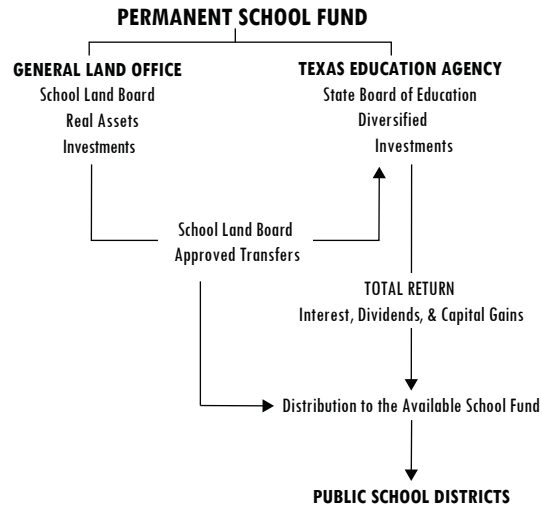 PERMANENT SCHOOL FUND
GENERAL LAND OFFICE
School Land Board
Real Assets
Investments
TEXAS EDUCATION AGENCY
State Board of Education
Diversified
Investments
School Land Board
Approved Transfers
TOTAL RETURN
Interest, Dividends, & Capital Gains
Distribution to the Available School Fund
PUBLIC SCHOOL DISTRICTS